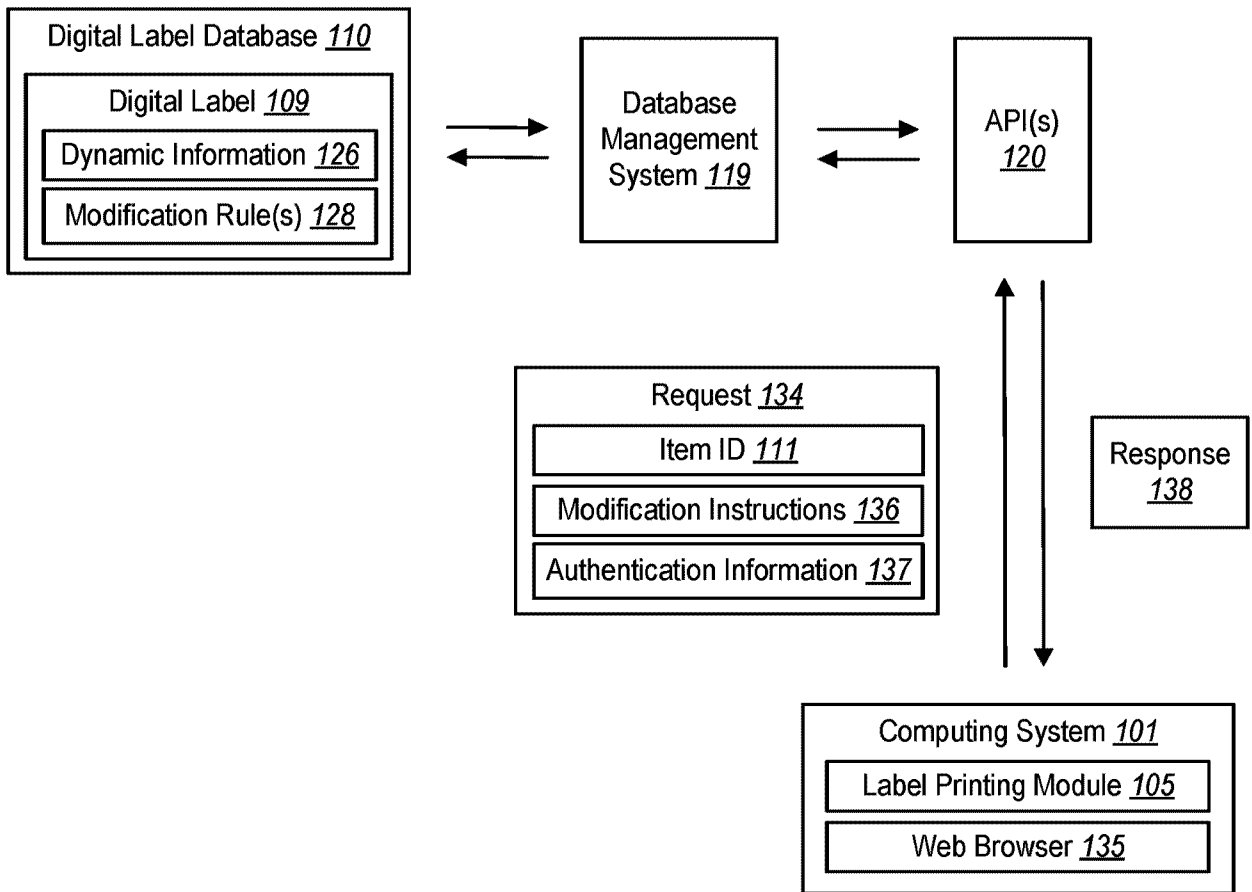 Digital Label Database 110
Digital Label 109
Dynamic Information 126
Modification Rule(s) 128
Database
Management
System 119
API(s)
120
Request 134
Item ID 111
Modification Instructions 136
Authentication Information 137
Response
138
Computing System 101
Label Printing Module 105
Web Browser 135